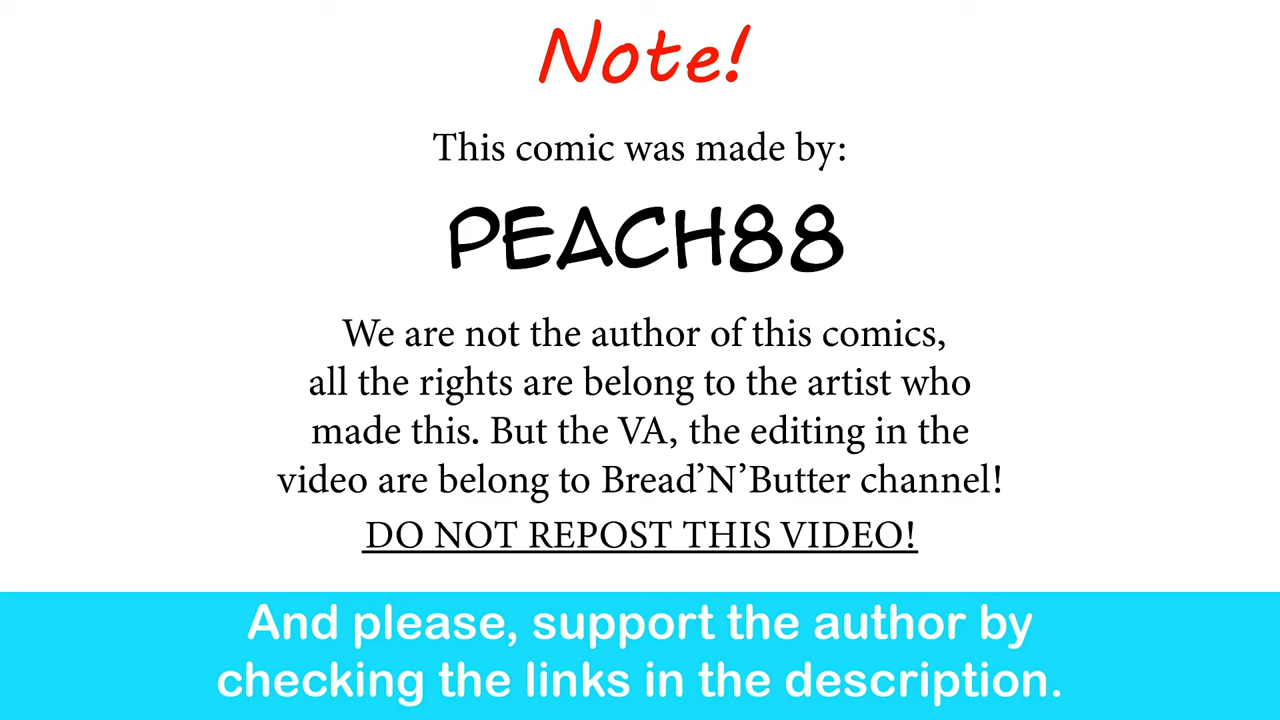 Note!
This comic was made by:
PEACH88
We are not the author of this comics,
all the rights are belong to the artist who
made this. But the VA, the editing in the
video are belong to Bread’N’Butter channel!
DO NOT REPOST THIS VIDEO!
And please, support the author by
checking the links in the description.